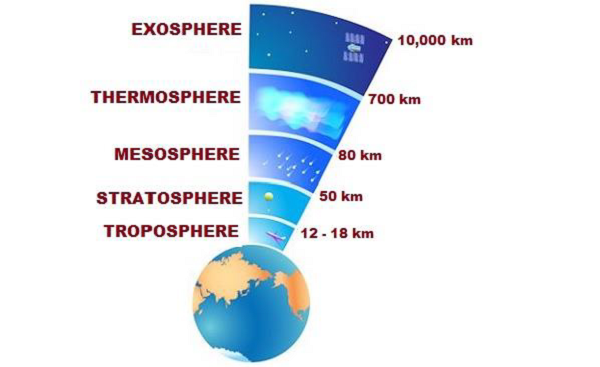 EXOSPHERE
10,000 km
THERMOSPHERE
700 km
MESOSPHERE
80 km
STRATOSPHERE
50 km
TROPOSPHERE
12 - 18 km